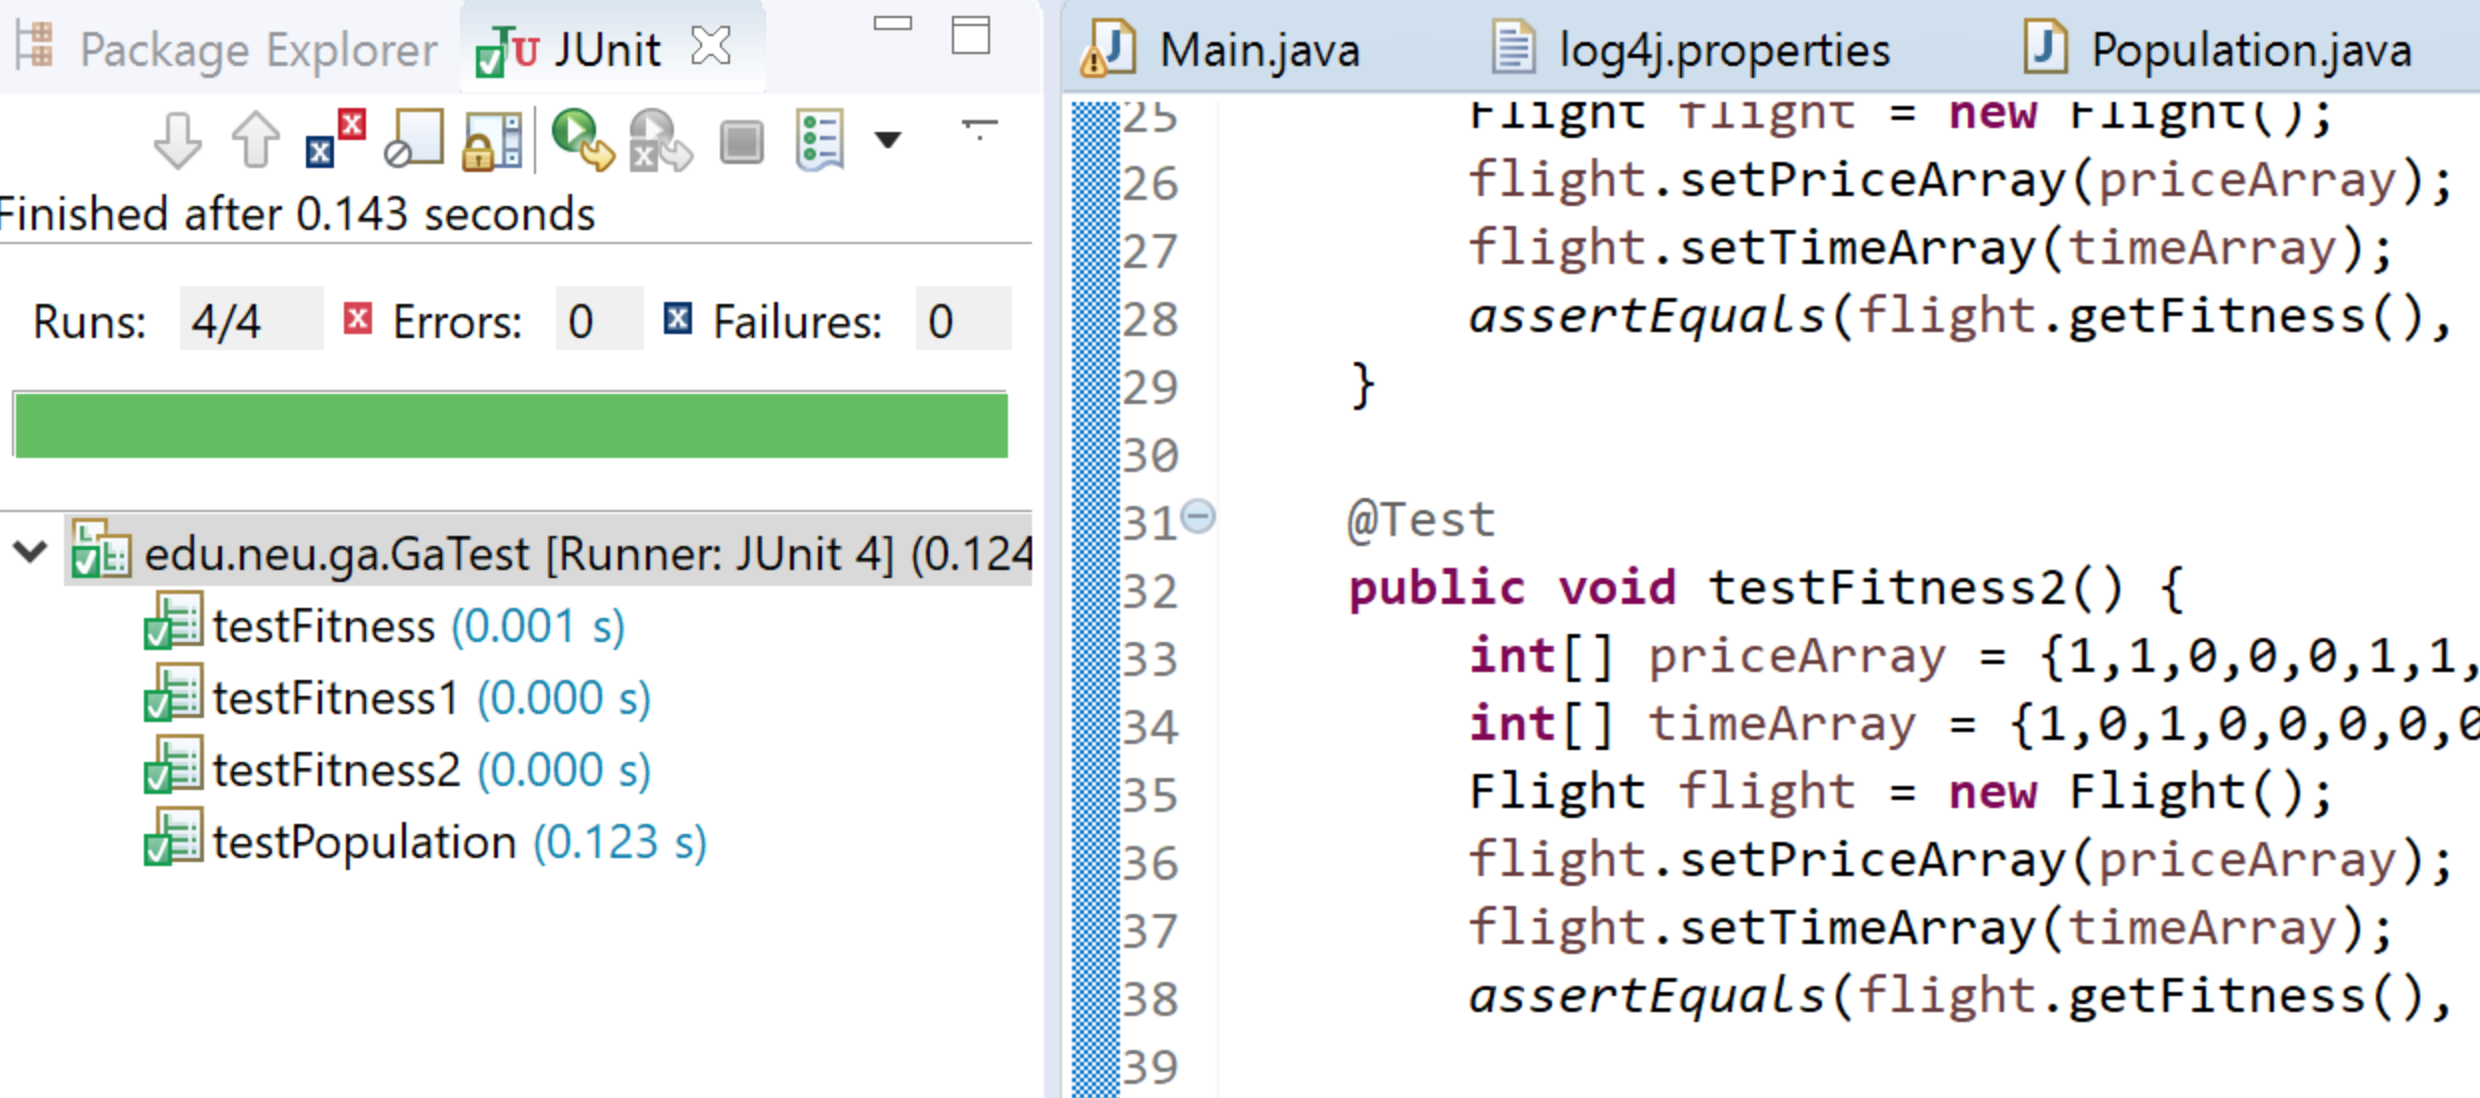 Package Explorer JUnit
Finished after 0.143 seconds
Runs: 4/4 Errors: 0 Failures: 0
edu.neu.ga.GaTest [Runner: JUnit 4] (0.124
testFitness (0.001 s)
testFitness1 (0.000 s)
testFitness2 (0.000 s)
testPopulation (0.123 s)
Main.java log4j.properties Population.java
25 Flight flight = new Flight();
26 flight.setPriceArray(priceArray);
27 flight.setTimeArray(timeArray);
28 assertEquals(flight.getFitness(),
29 }
30
31 @Test
32 public void testFitness2() {
33 int[] priceArray = {1,1,0,0,0,1,1,
34 int[] timeArray = {1,0,1,0,0,0,0,0
35 Flight flight = new Flight();
36 flight.setPriceArray(priceArray);
37 flight.setTimeArray(timeArray);
38 assertEquals(flight.getFitness(),
39